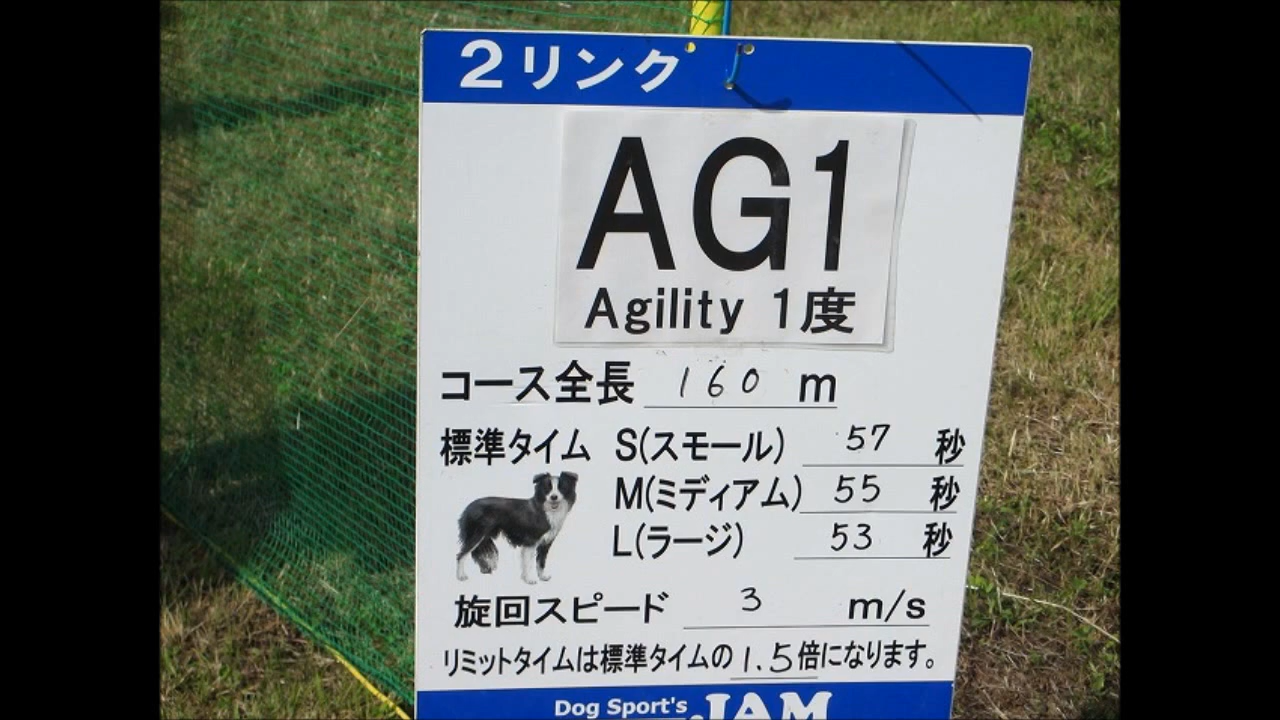 2リンク
AG1
Agility 1度
コース全長 160 m
標準タイム S(スモール) 57 秒
M(ミディアム) 55 秒
L(ラージ) 53 秒
旋回スピード 3 m/s
リミットタイムは標準タイムの1.5倍になります。
Dog Sport's JAM